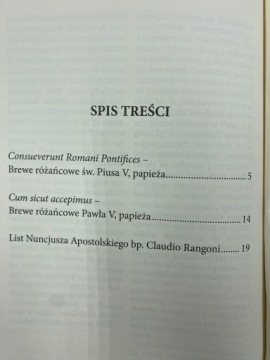 SPIS TREŚCI
Consueverunt Romani Pontifices –
Brewe różańcowe św. Piusa V, papieża..............................5
Cum sicut accepimus –
Brewe różańcowe Pawła V, papieża................................14
List Nuncjusza Apostolskiego bp. Claudio Rangoni.......19